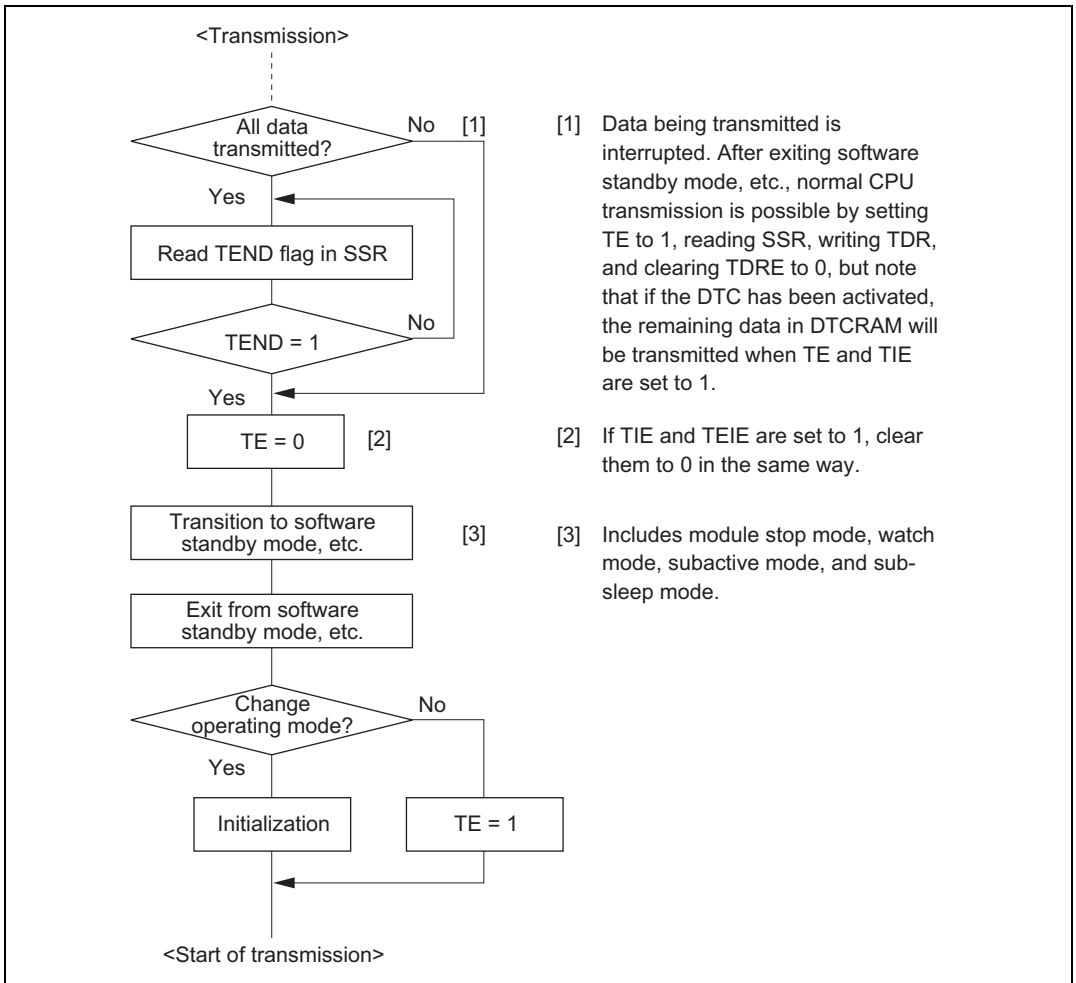 <Transmission>
All data
transmitted?
No
[1]
Yes
Read TEND flag in SSR
TEND = 1
No
Yes
TE = 0
[2]
Transition to software
standby mode, etc.
[3]
Exit from software
standby mode, etc.
Change
operating mode?
No
Yes
Initialization
TE = 1
<Start of transmission>
[1] Data being transmitted is
interrupted. After exiting software
standby mode, etc., normal CPU
transmission is possible by setting
TE to 1, reading SSR, writing TDR,
and clearing TDRE to 0, but note
that if the DTC has been activated,
the remaining data in DTCRAM will
be transmitted when TE and TIE
are set to 1.
[2] If TIE and TEIE are set to 1, clear
them to 0 in the same way.
[3] Includes module stop mode, watch
mode, subactive mode, and sub-
sleep mode.